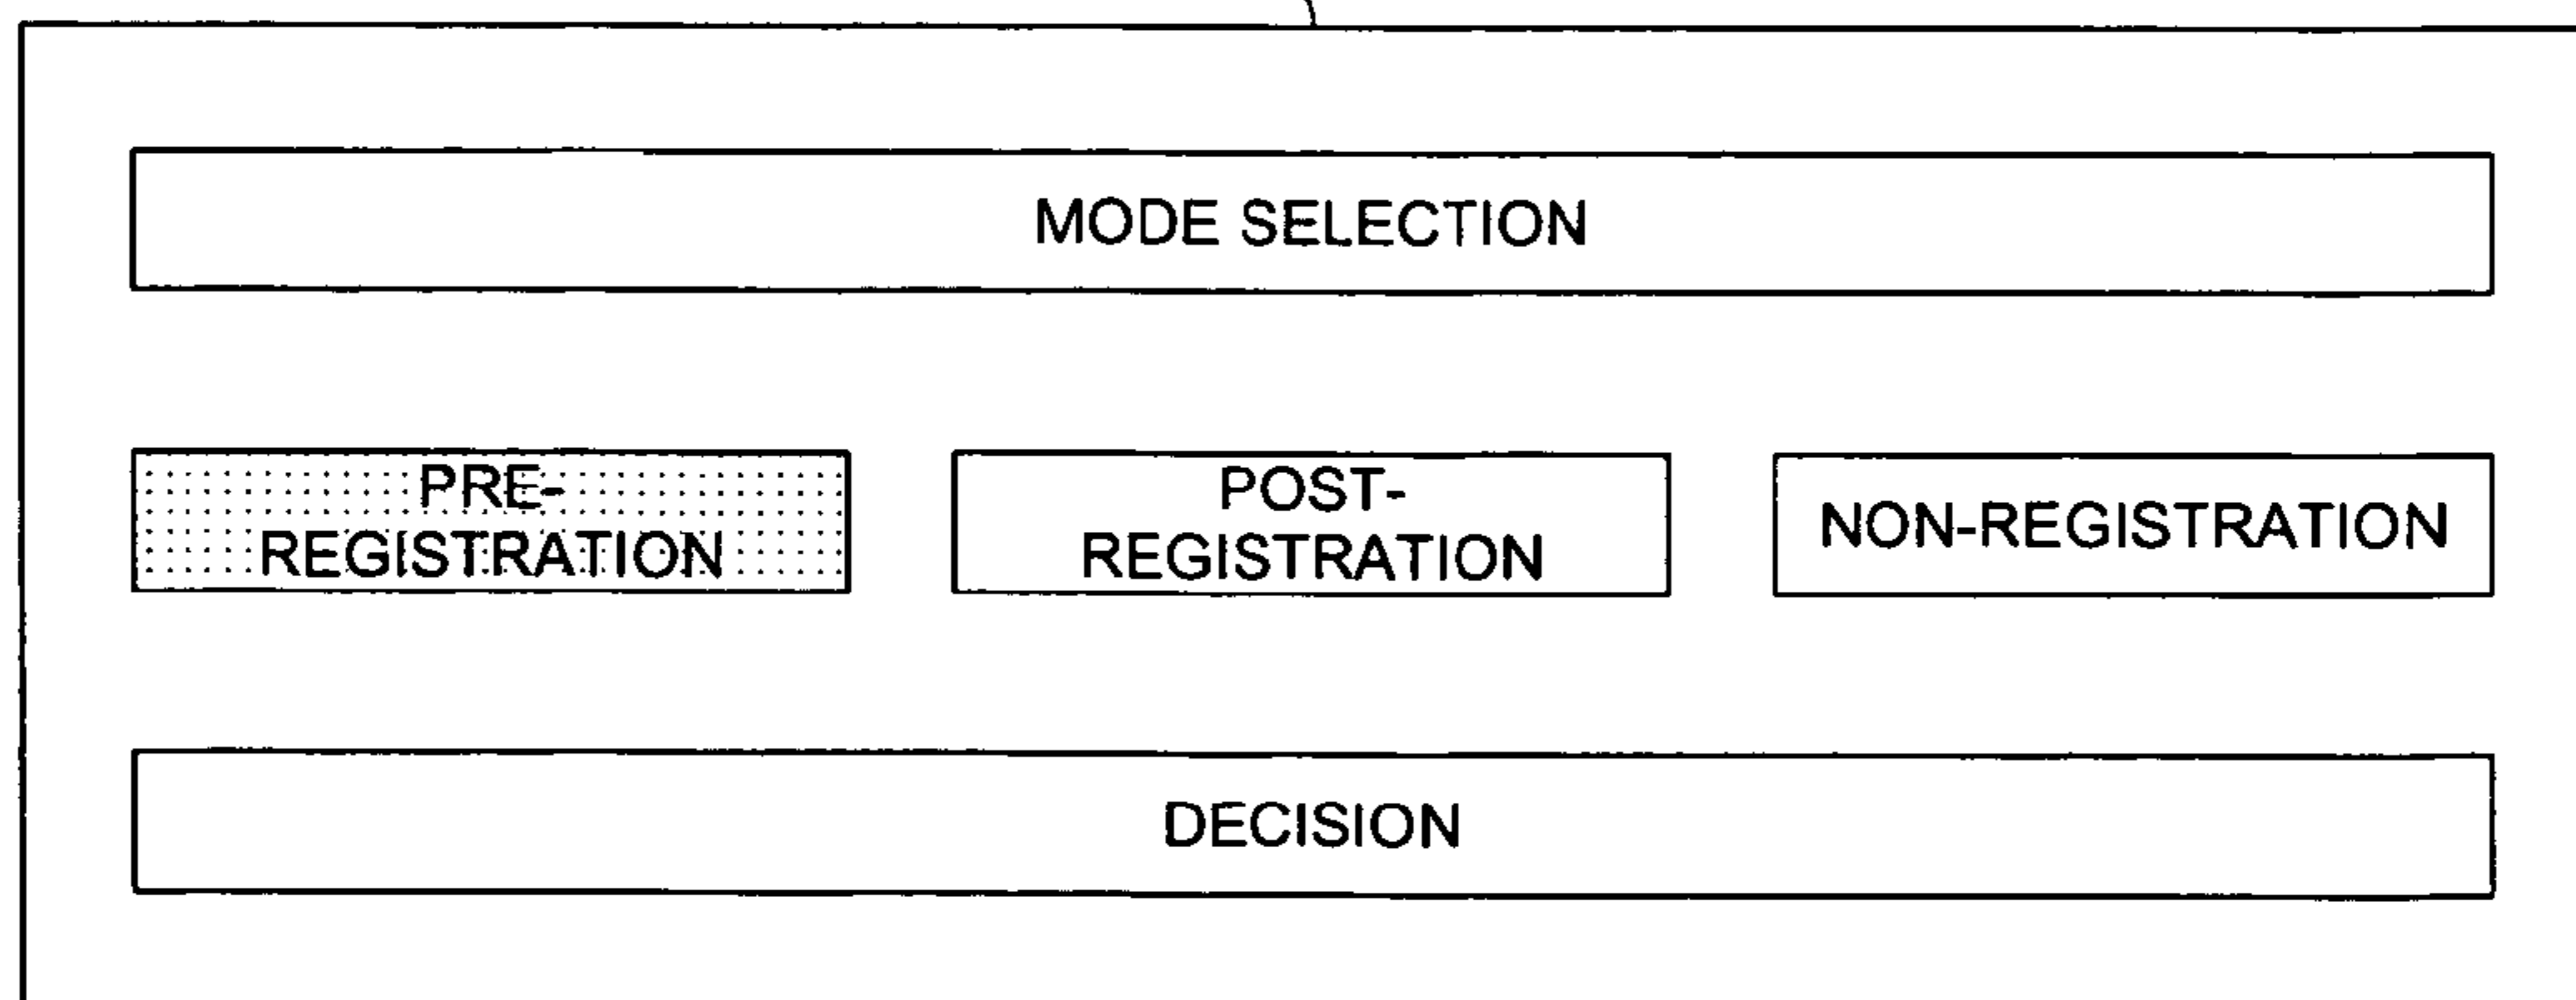 MODE SELECTION
PRE-
REGISTRATION
POST-
REGISTRATION
NON-REGISTRATION
DECISION